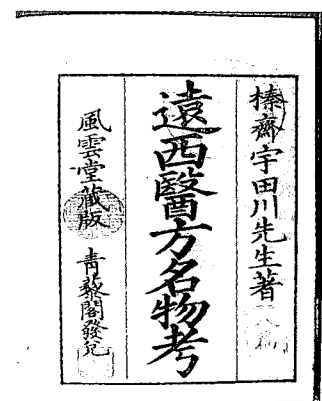 榛齋宇田川先生著
遠西醫方名物考
風雲堂藏版 青藜閣發兌